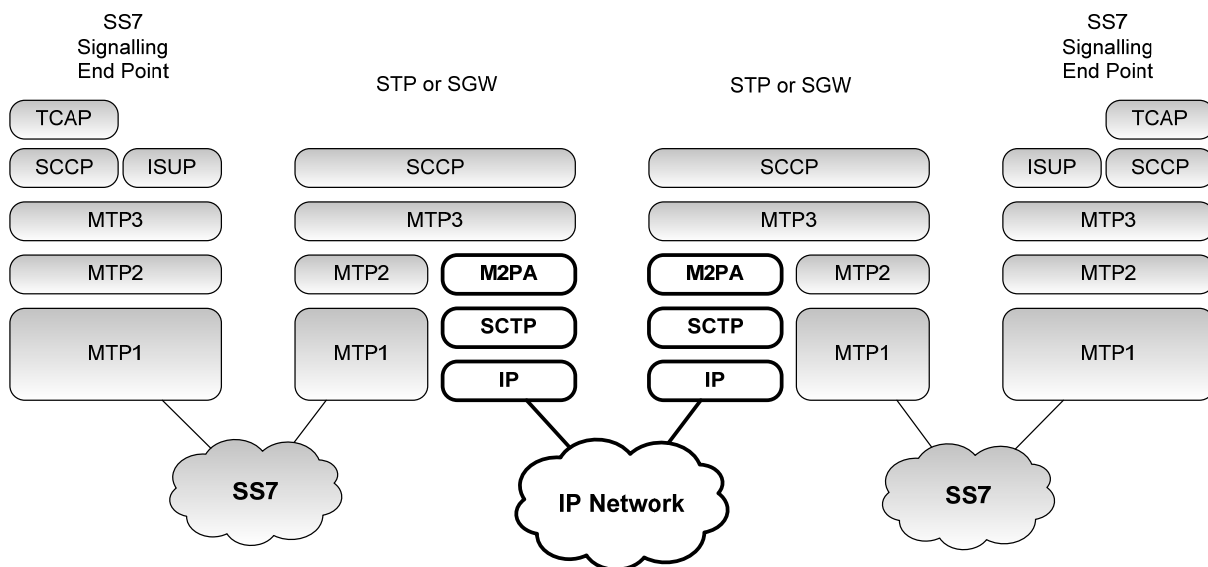 SS7
Signalling
End Point
STP or SGW
STP or SGW
SS7
Signalling
End Point
TCAP
TCAP
SCCP
ISUP
SCCP
SCCP
ISUP
SCCP
MTP3
MTP3
MTP3
MTP3
MTP2
MTP2
M2PA
M2PA
MTP2
MTP2
MTP1
MTP1
SCTP
SCTP
MTP1
MTP1
IP
IP
SS7
IP Network
SS7